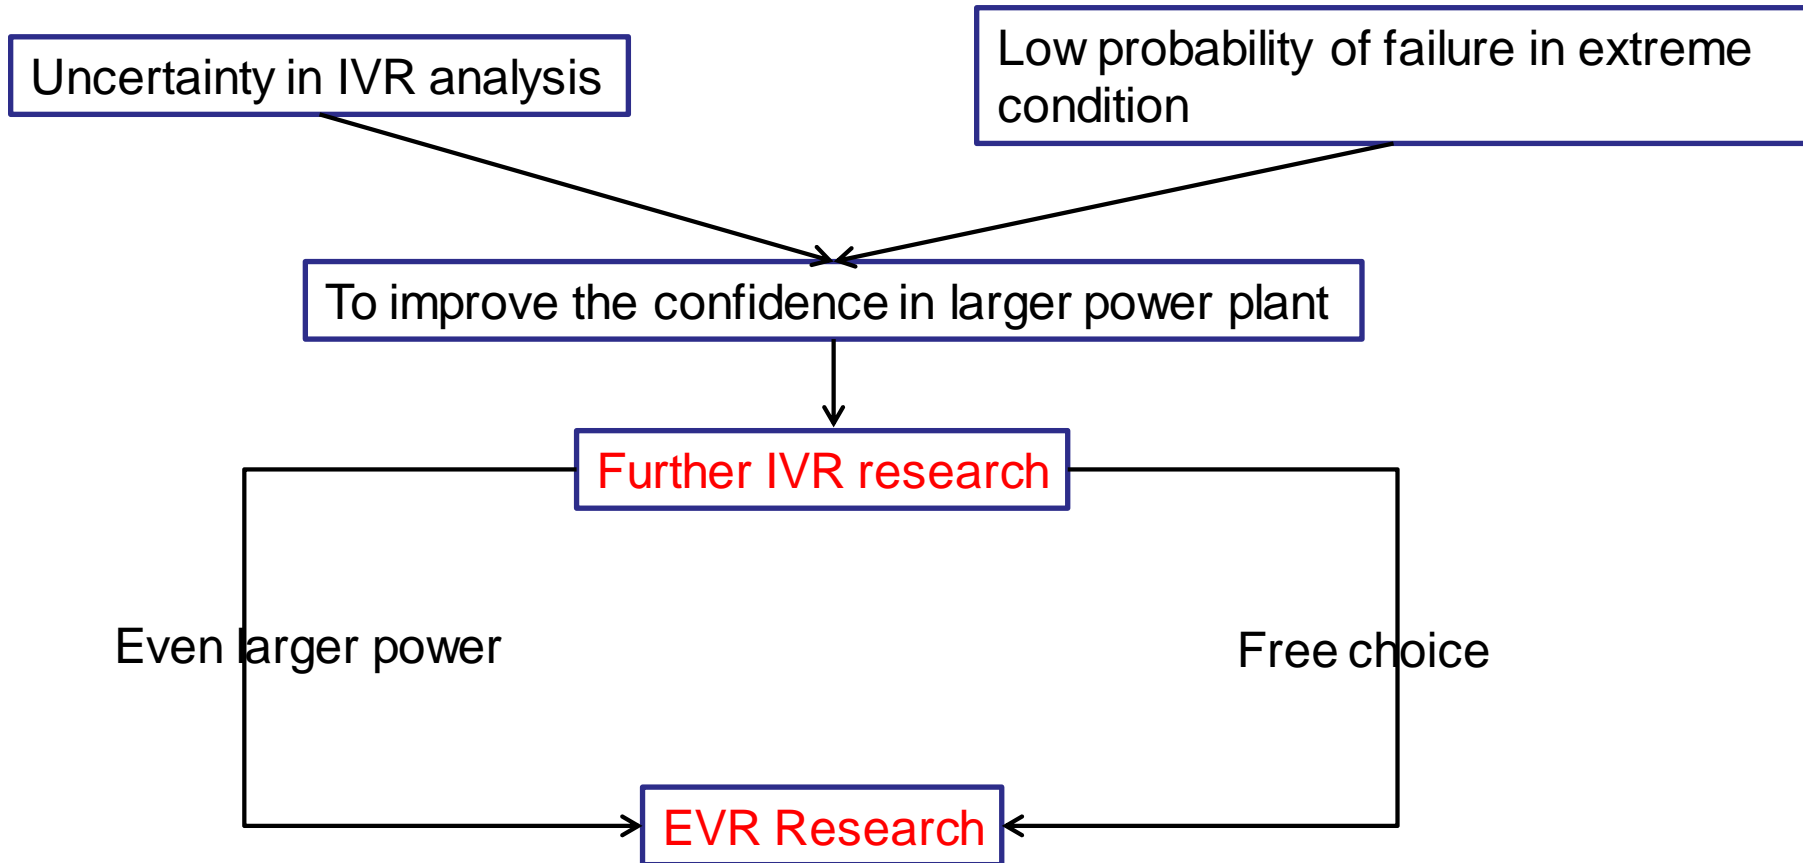 Uncertainty in IVR analysis
Low probability of failure in extreme
condition
To improve the confidence in larger power plant
Further IVR research
Even larger power
Free choice
EVR Research